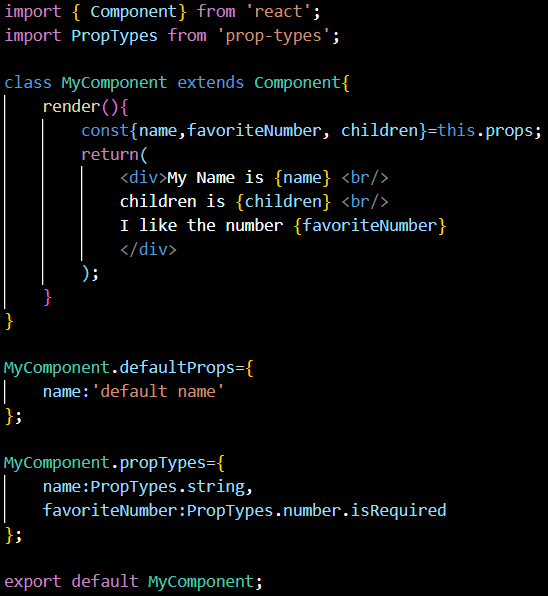 import { Component} from 'react';
import PropTypes from 'prop-types';

class MyComponent extends Component{
    render(){
        const{name,favoriteNumber, children}=this.props;
        return(
            <div>My Name is {name} <br/>
            children is {children} <br/>
            I like the number {favoriteNumber}
            </div>
        );
    }
}

MyComponent.defaultProps={
    name:'default name'
};

MyComponent.propTypes={
    name:PropTypes.string,
    favoriteNumber:PropTypes.number.isRequired
};

export default MyComponent;